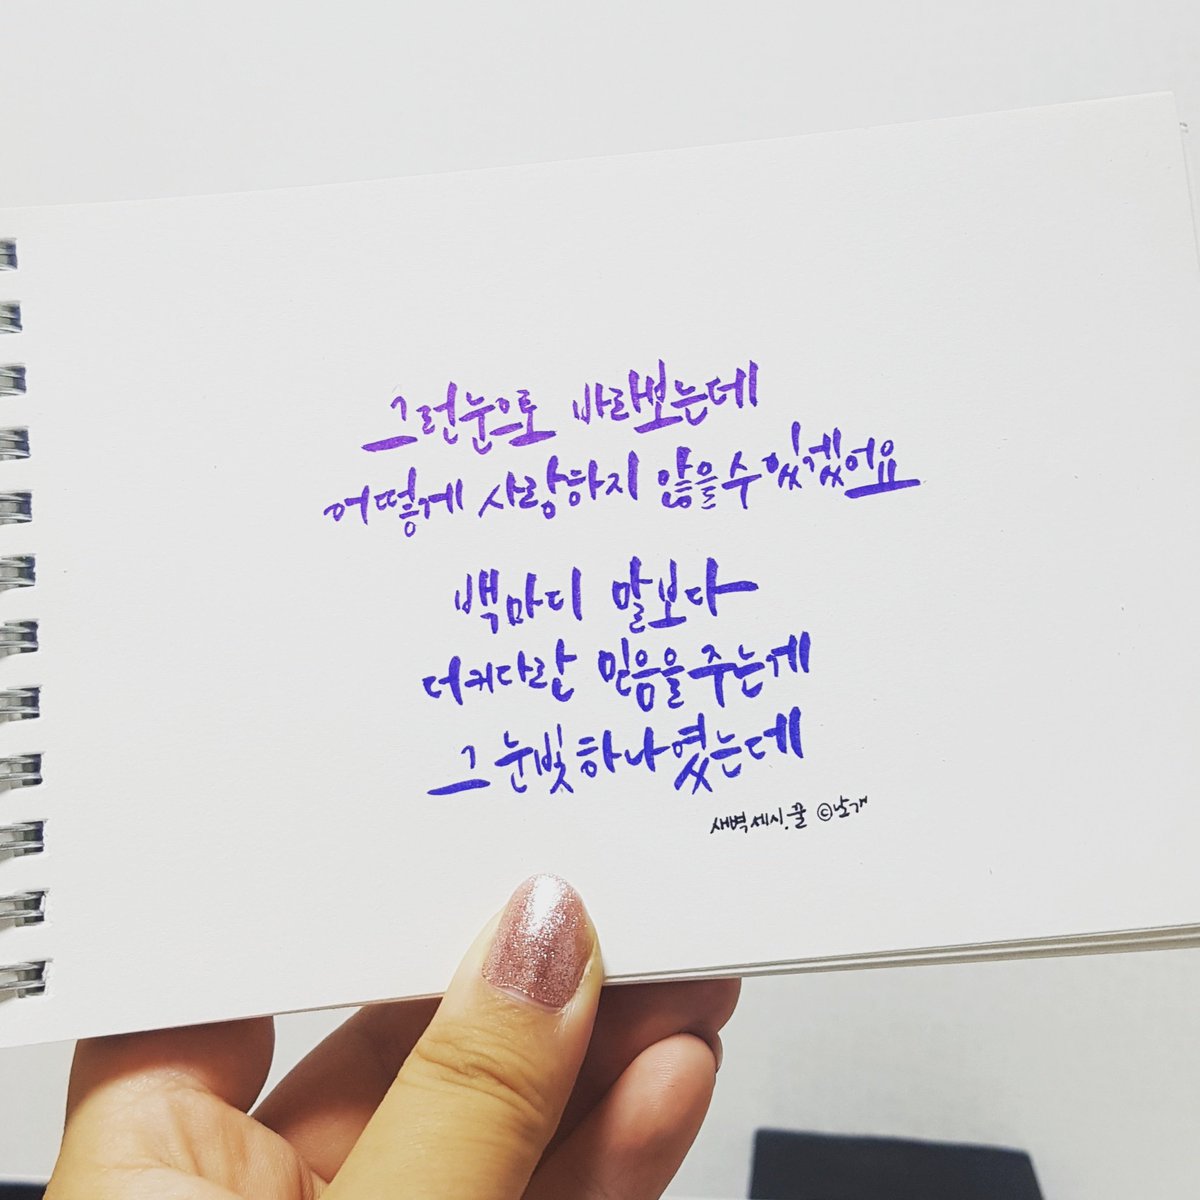 그런 눈으로 바라보는데
어떻게 사랑하지 않을 수 있겠어요
백마디 말보다
더 커다란 믿음을 주는 게
그 눈빛 하나였는데
새벽 세시.꿀 ©날개